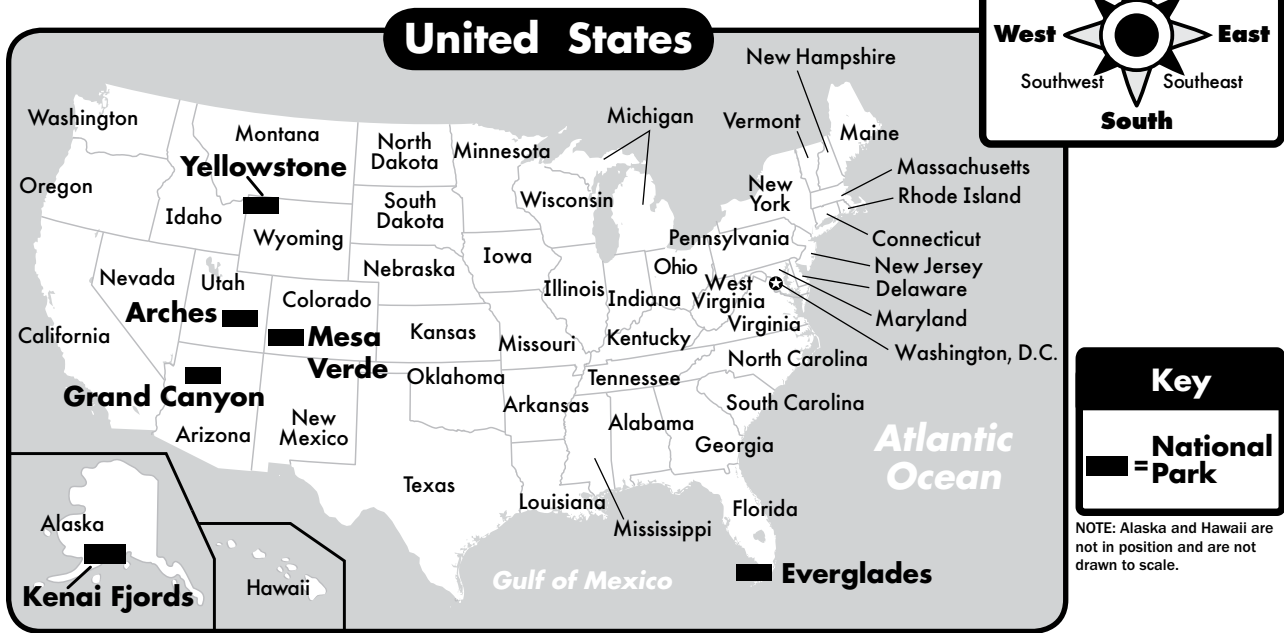 United States
West
East
Southwest
Southeast
South
New Hampshire
Michigan
Vermont
Washington
Montana
North
Dakota
Minnesota
Maine
Yellowstone
Massachusetts
Oregon
Idaho
South
Dakota
Wisconsin
New
York
Rhode Island
Wyoming
Pennsylvania
Connecticut
Nevada
Utah
Nebraska
Iowa
Ohio
New Jersey
Colorado
Illinois
Indiana
West
Virginia
Delaware
Arches
Maryland
California
Mesa
Verde
Kansas
Missouri
Kentucky
Virginia
Washington, D.C.
North Carolina
Grand Canyon
Oklahoma
Tennessee
Arkansas
South Carolina
Arizona
New
Mexico
Alabama
Georgia
Atlantic
Ocean
Texas
Louisiana
Mississippi
Florida
Alaska
Kenai Fjords
Hawaii
Gulf of Mexico
Everglades
Key
= National
Park
NOTE: Alaska and Hawaii are
not in position and are not
drawn to scale.